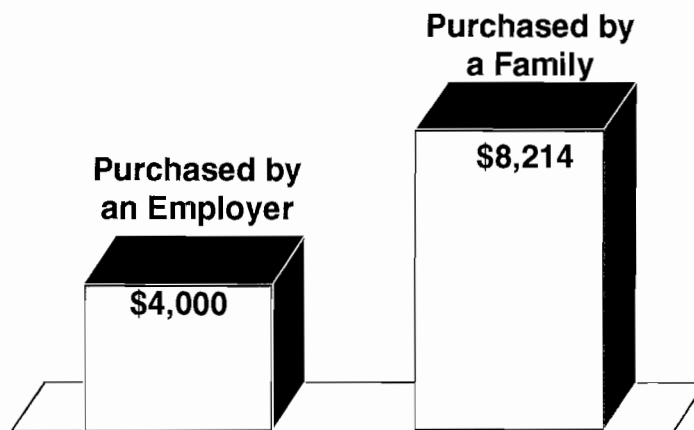 Purchased by
an Employer
$4,000
Purchased by
a Family
$8,214